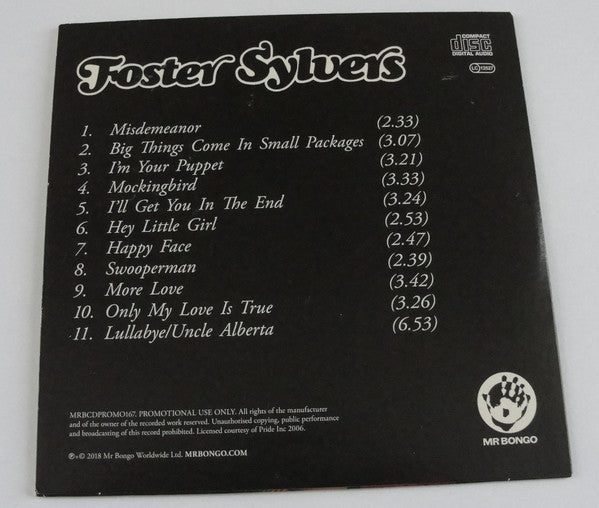 Foster Sylvers
COMPACT
disc
DIGITAL AUDIO
LC 13527
1. Misdemeanor (2.33)
2. Big Things Come In Small Packages (3.07)
3. I'm Your Puppet (3.21)
4. Mockingbird (3.33)
5. I'll Get You In The End (3.24)
6. Hey Little Girl (2.53)
7. Happy Face (2.47)
8. Swooperman (2.39)
9. More Love (3.42)
10. Only My Love Is True (3.26)
11. Lullabye/Uncle Alberta (6.53)
MRBCDPROMO167. PROMOTIONAL USE ONLY. All rights of the manufacturer
and of the owner of the recorded work reserved. Unauthorised copying, public performance
and broadcasting of this record prohibited. Licensed courtesy of Pride Inc 2006.
℗+© 2018 Mr Bongo Worldwide Ltd. MRBONGO.COM
MR BONGO